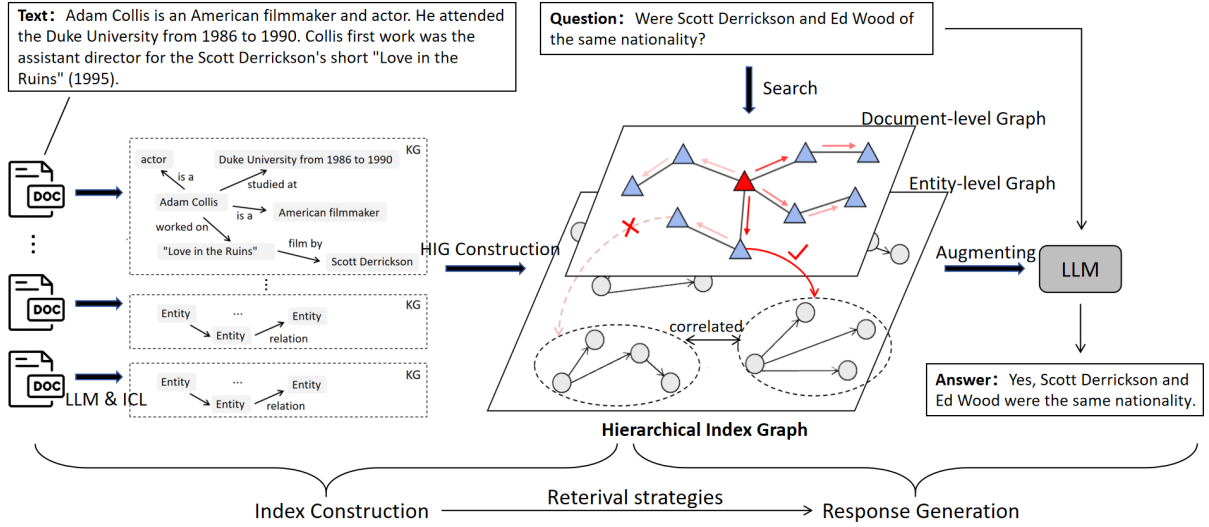 Text: Adam Collis is an American filmmaker and actor. He attended
the Duke University from 1986 to 1990. Collis first work was the
assistant director for the Scott Derrickson's short "Love in the
Ruins" (1995).
Question: Were Scott Derrickson and Ed Wood of
the same nationality?
Search
Document-level Graph
Entity-level Graph
DOC
KG
actor
Duke University from 1986 to 1990
is a
studied at
Adam Collis
is a
American filmmaker
worked on
"Love in the Ruins"
film by
Scott Derrickson
HIG Construction
Augmenting
LLM
DOC
KG
Entity
...
Entity
Entity
relation
correlated
DOC
LLM & ICL
KG
Entity
...
Entity
Entity
relation
Answer: Yes, Scott Derrickson and
Ed Wood were the same nationality.
Hierarchical Index Graph
Index Construction
Reterival strategies
Response Generation